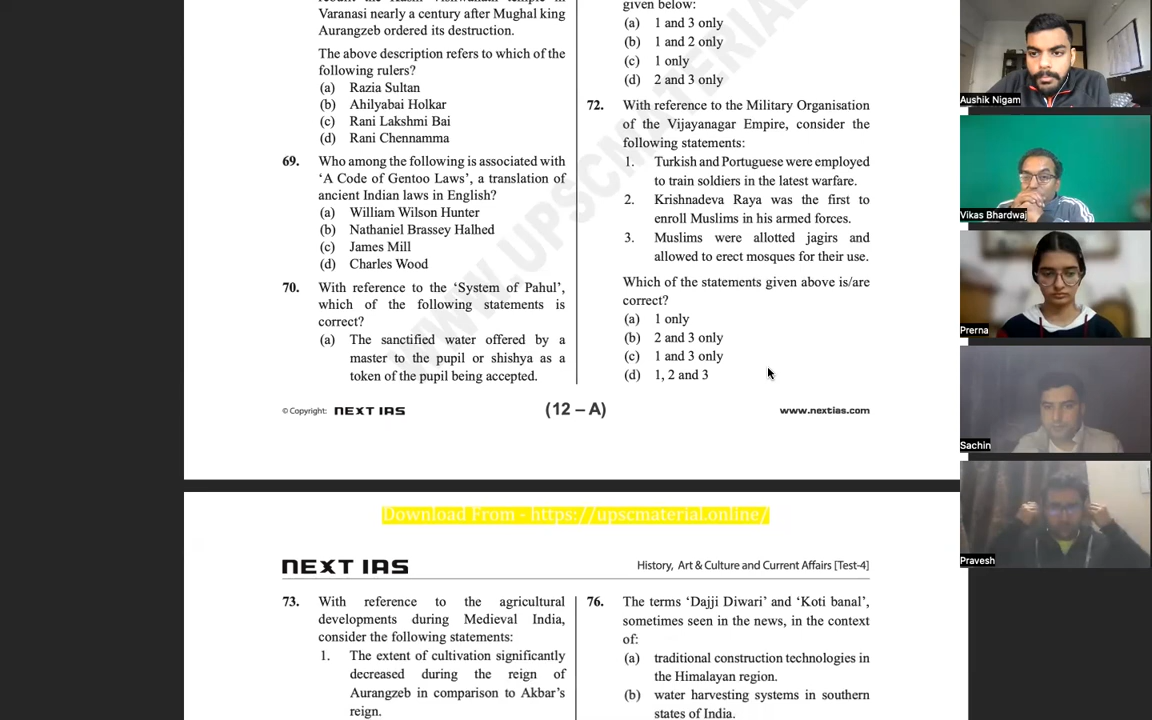 Varanasi nearly a century after Mughal king
Aurangzeb ordered its destruction.
The above description refers to which of the
following rulers?
(a) Razia Sultan
(b) Ahilyabai Holkar
(c) Rani Lakshmi Bai
(d) Rani Chennamma
69. Who among the following is associated with
‘A Code of Gentoo Laws’, a translation of
ancient Indian laws in English?
(a) William Wilson Hunter
(b) Nathaniel Brassey Halhed
(c) James Mill
(d) Charles Wood
70. With reference to the ‘System of Pahul’,
which of the following statements is
correct?
(a) The sanctified water offered by a
master to the pupil or shishya as a
token of the pupil being accepted.
given below:
(a) 1 and 3 only
(b) 1 and 2 only
(c) 1 only
(d) 2 and 3 only
72. With reference to the Military Organisation
of the Vijayanagar Empire, consider the
following statements:
1. Turkish and Portuguese were employed
to train soldiers in the latest warfare.
2. Krishnadeva Raya was the first to
enroll Muslims in his armed forces.
3. Muslims were allotted jagirs and
allowed to erect mosques for their use.
Which of the statements given above is/are
correct?
(a) 1 only
(b) 2 and 3 only
(c) 1 and 3 only
(d) 1, 2 and 3
© Copyright: NEXT IAS
(12 – A)
www.nextias.com
Download From - https://upscmaterial.online/
NEXT IAS
History, Art & Culture and Current Affairs [Test-4]
73. With reference to the agricultural
developments during Medieval India,
consider the following statements:
1. The extent of cultivation significantly
decreased during the reign of
Aurangzeb in comparison to Akbar’s
reign.
76. The terms ‘Dajji Diwari’ and ‘Koti banal’,
sometimes seen in the news, in the context
of:
(a) traditional construction technologies in
the Himalayan region.
(b) water harvesting systems in southern
states of India.
Aushik Nigam
Vikas Bhardwaj
Prerna
Sachin
Pravesh